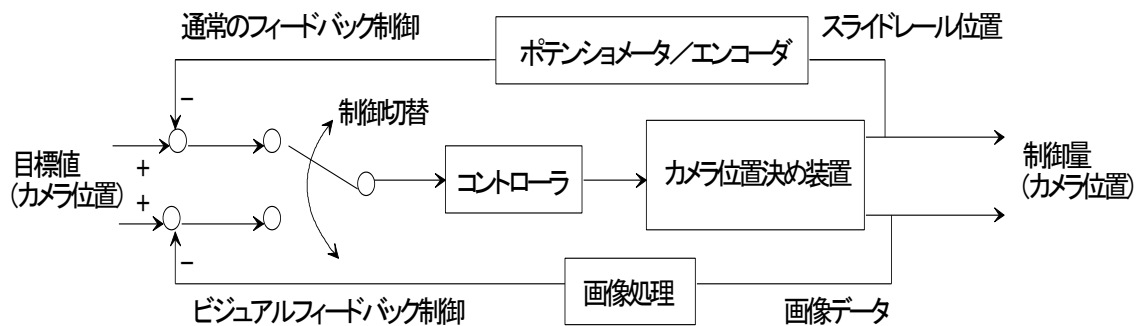 通常のフィードバック制御
スライドレール位置
ポテンショメータ／エンコーダ
−
制御切替
目標値
（カメラ位置）
+
+
コントローラ
カメラ位置決め装置
制御量
（カメラ位置）
−
画像処理
ビジュアルフィードバック制御
画像データ